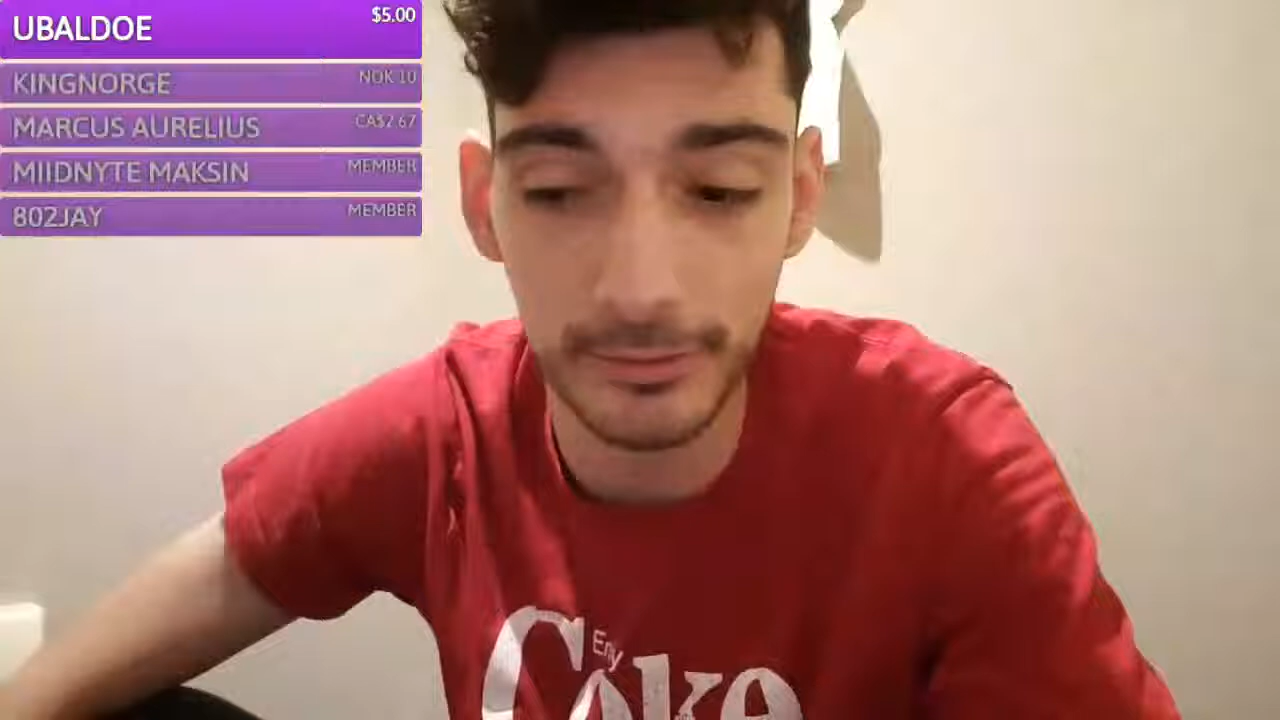 UBALDOE $5.00
KINGNORGE NOK 10
MARCUS AURELIUS CA$2.67
MIIDNYTE MAKSIN MEMBER
802JAY MEMBER
Enjoy
Coke